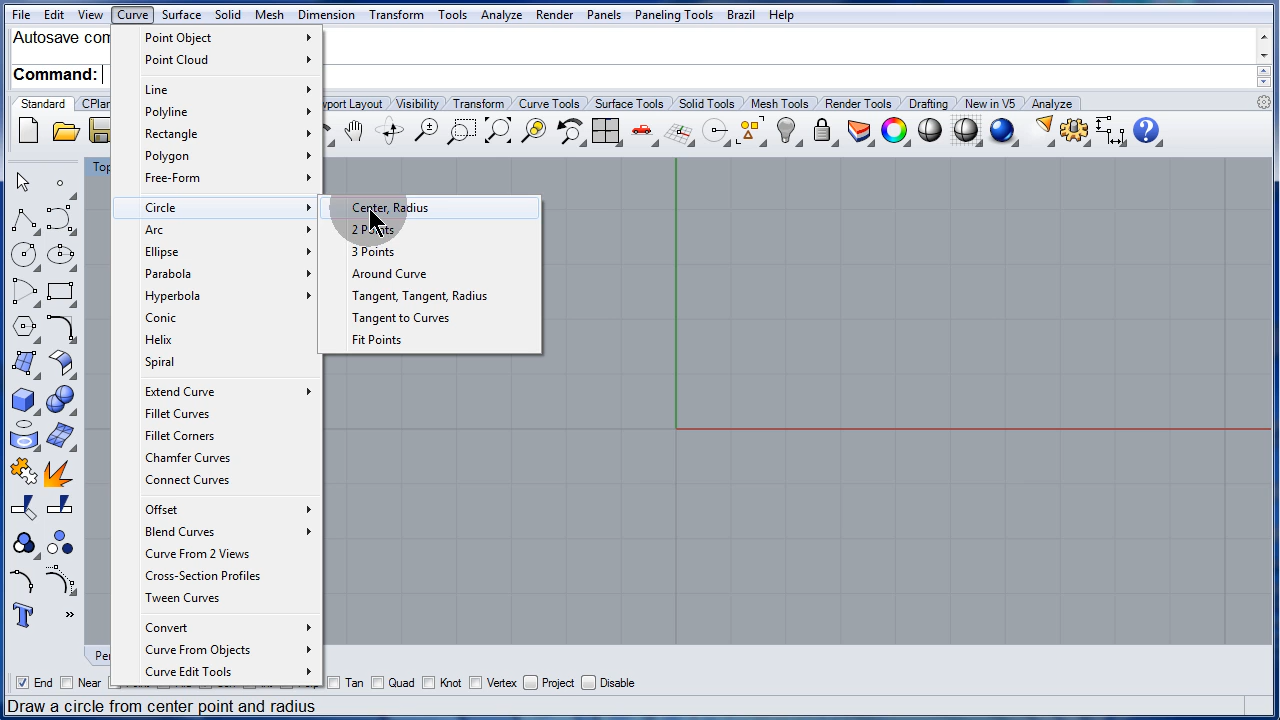 File Edit View Curve Surface Solid Mesh Dimension Transform Tools Analyze Render Panels Paneling Tools Brazil Help
Autosave com
Command:
Standard CPlan port Layout Visibility Transform Curve Tools Surface Tools Solid Tools Mesh Tools Render Tools Drafting New in V5 Analyze
Top
Point Object
Point Cloud
Line
Polyline
Rectangle
Polygon
Free-Form
Circle
Arc
Ellipse
Parabola
Hyperbola
Conic
Helix
Spiral
Extend Curve
Fillet Curves
Fillet Corners
Chamfer Curves
Connect Curves
Offset
Blend Curves
Curve From 2 Views
Cross-Section Profiles
Tween Curves
Convert
Curve From Objects
Curve Edit Tools
Center, Radius
2 Points
3 Points
Around Curve
Tangent, Tangent, Radius
Tangent to Curves
Fit Points
Per
End Near Tan Quad Knot Vertex Project Disable
Draw a circle from center point and radius